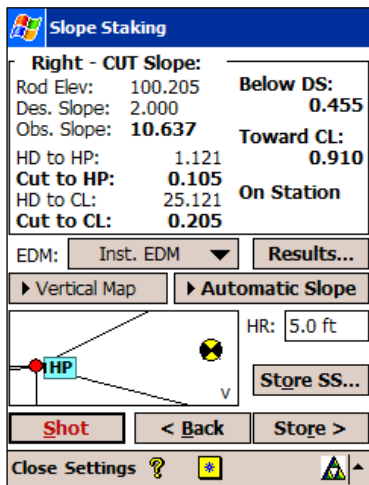 Slope Staking
Right - CUT Slope:
Rod Elev: 100.205
Des. Slope: 2.000
Obs. Slope: 10.637
HD to HP: 1.121
Cut to HP: 0.105
HD to CL: 25.121
Cut to CL: 0.205
Below DS:
0.455
Toward CL:
0.910
On Station
EDM: Inst. EDM Results...
Vertical Map Automatic Slope
HP
V
HR: 5.0 ft
Store SS...
Shot < Back Store >
Close Settings ?